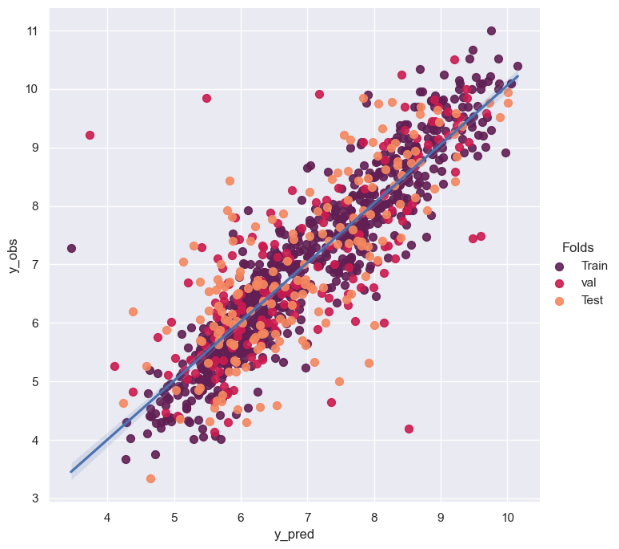 11
10
9
8
7
6
5
4
3
y_obs
4 5 6 7 8 9 10
y_pred
Folds
Train
val
Test